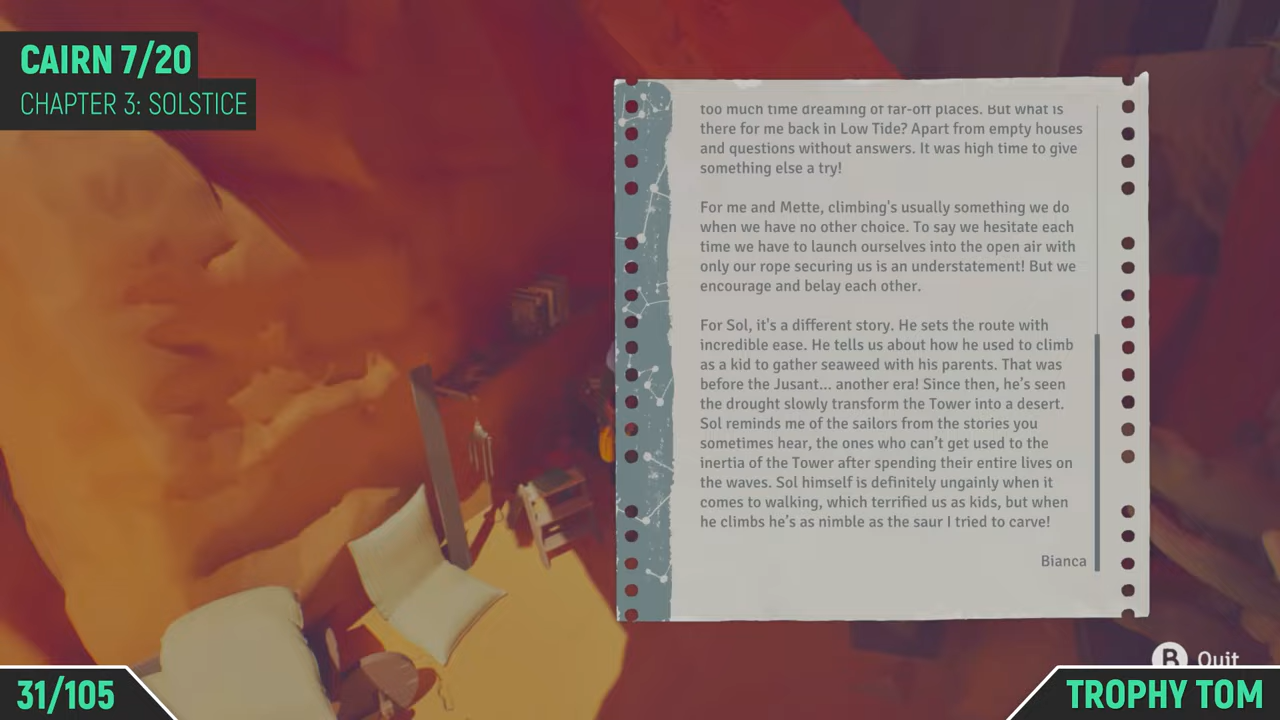 CAIRN 7/20
CHAPTER 3: SOLSTICE
too much time dreaming of far-off places. But what is
there for me back in Low Tide? Apart from empty houses
and questions without answers. It was high time to give
something else a try!
For me and Mette, climbing's usually something we do
when we have no other choice. To say we hesitate each
time we have to launch ourselves into the open air with
only our rope securing us is an understatement! But we
encourage and belay each other.
For Sol, it's a different story. He sets the route with
incredible ease. He tells us about how he used to climb
as a kid to gather seaweed with his parents. That was
before the Jusant... another era! Since then, he's seen
the drought slowly transform the Tower into a desert.
Sol reminds me of the sailors from the stories you
sometimes hear, the ones who can't get used to the
inertia of the Tower after spending their entire lives on
the waves. Sol himself is definitely ungainly when it
comes to walking, which terrified us as kids, but when
he climbs he's as nimble as the saur I tried to carve!
Bianca
B Quit
31/105
TROPHY TOM